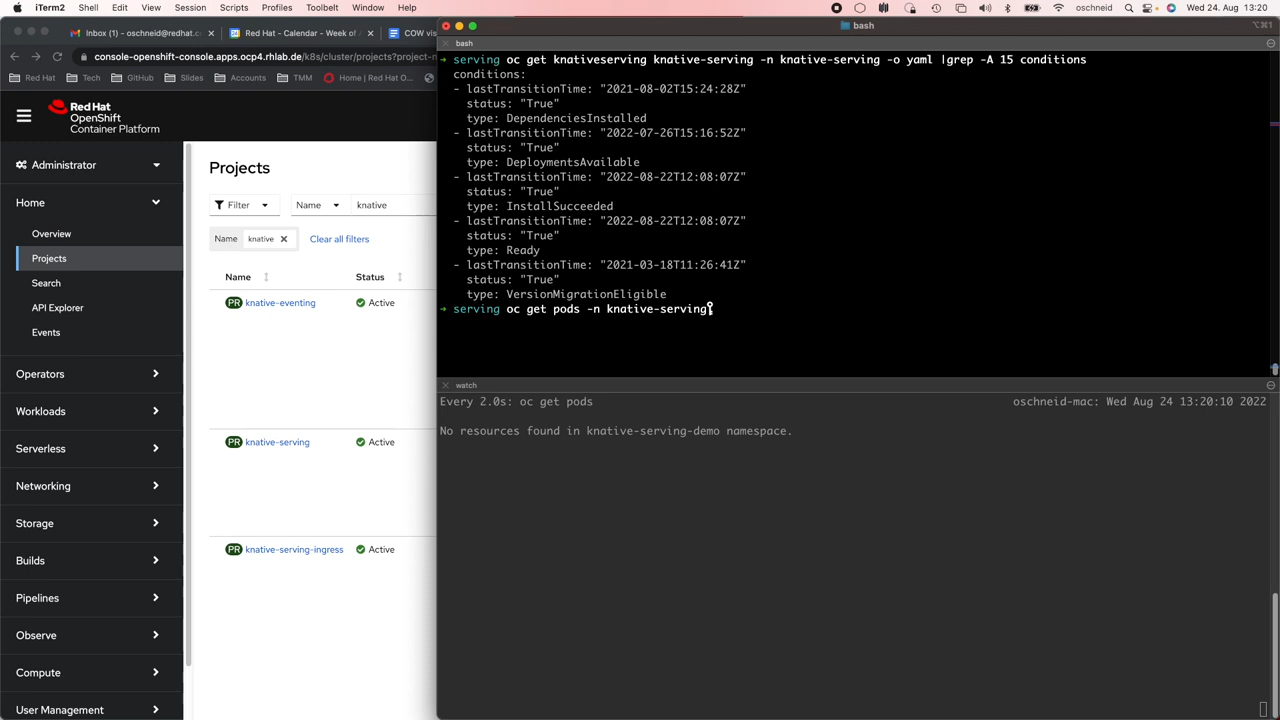 iTerm2 Shell Edit View Session Scripts Profiles Toolbelt Window Help oschneid Wed 24. Aug 13:20
Inbox (1) - oschneid@redhat.c Red Hat - Calendar - Week of COW vis
console-openshift-console.apps.ocp4.rhlab.de/k8s/cluster/projects?project-n
Red Hat Tech GitHub Slides Accounts TMM Home | Red Hat O...
Red Hat
OpenShift
Container Platform
Administrator
Home
Overview
Projects
Search
API Explorer
Events
Operators
Workloads
Serverless
Networking
Storage
Builds
Pipelines
Observe
Compute
User Management
Projects
Filter Name knative
Name knative Clear all filters
Name Status
PR knative-eventing Active
PR knative-serving Active
PR knative-serving-ingress Active
bash ⌥⌘1
bash
→ serving oc get knativeserving knative-serving -n knative-serving -o yaml |grep -A 15 conditions
conditions:
- lastTransitionTime: "2021-08-02T15:24:28Z"
status: "True"
type: DependenciesInstalled
- lastTransitionTime: "2022-07-26T15:16:52Z"
status: "True"
type: DeploymentsAvailable
- lastTransitionTime: "2022-08-22T12:08:07Z"
status: "True"
type: InstallSucceeded
- lastTransitionTime: "2022-08-22T12:08:07Z"
status: "True"
type: Ready
- lastTransitionTime: "2021-03-18T11:26:41Z"
status: "True"
type: VersionMigrationEligible
→ serving oc get pods -n knative-serving
watch
Every 2.0s: oc get pods oschneid-mac: Wed Aug 24 13:20:10 2022
No resources found in knative-serving-demo namespace.